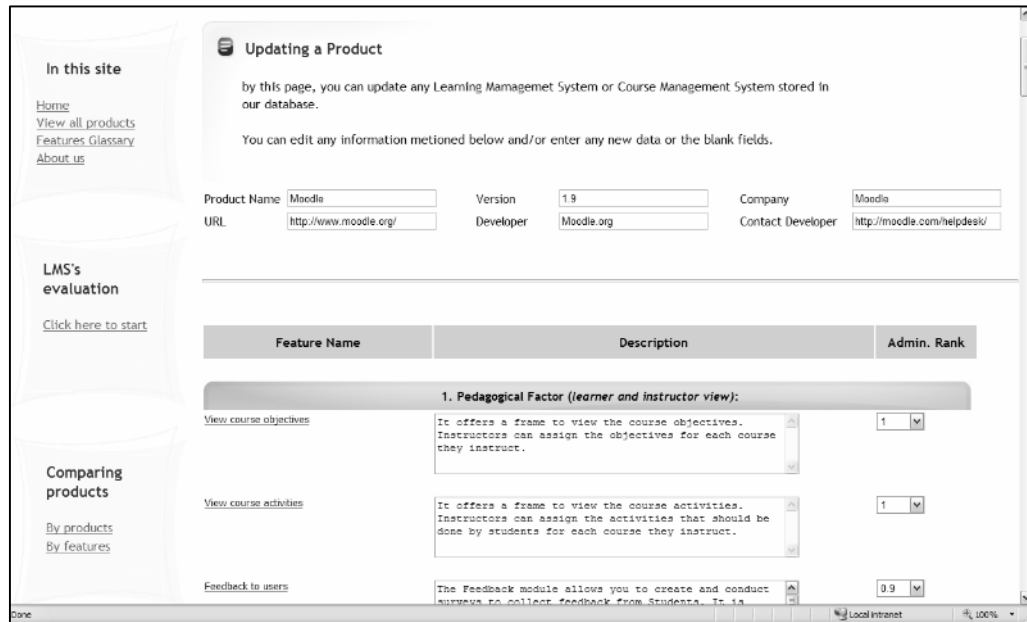 In this site
Home
View all products
Features Glassary
About us
LMS's
evaluation
Click here to start
Comparing
products
By products
By features
Updating a Product
by this page, you can update any Learning Mamagemet System or Course Management System stored in
our database.
You can edit any information metioned below and/or enter any new data or the blank fields.
Product Name Moodle Version 1.9 Company Moodle
URL http://www.moodle.org/ Developer Moodle.org Contact Developer http://moodle.com/helpdesk/
Feature Name Description Admin. Rank
1. Pedagogical Factor (learner and instructor view):
View course objectives
It offers a frame to view the course objectives.
Instructors can assign the objectives for each course
they instruct.
1
View course activities
It offers a frame to view the course activities.
Instructors can assign the activities that should be
done by students for each course they instruct.
1
Feedback to users
The Feedback module allows you to create and conduct
surveys to collect feedback from Students. It is
0.9
Done Local intranet 100%